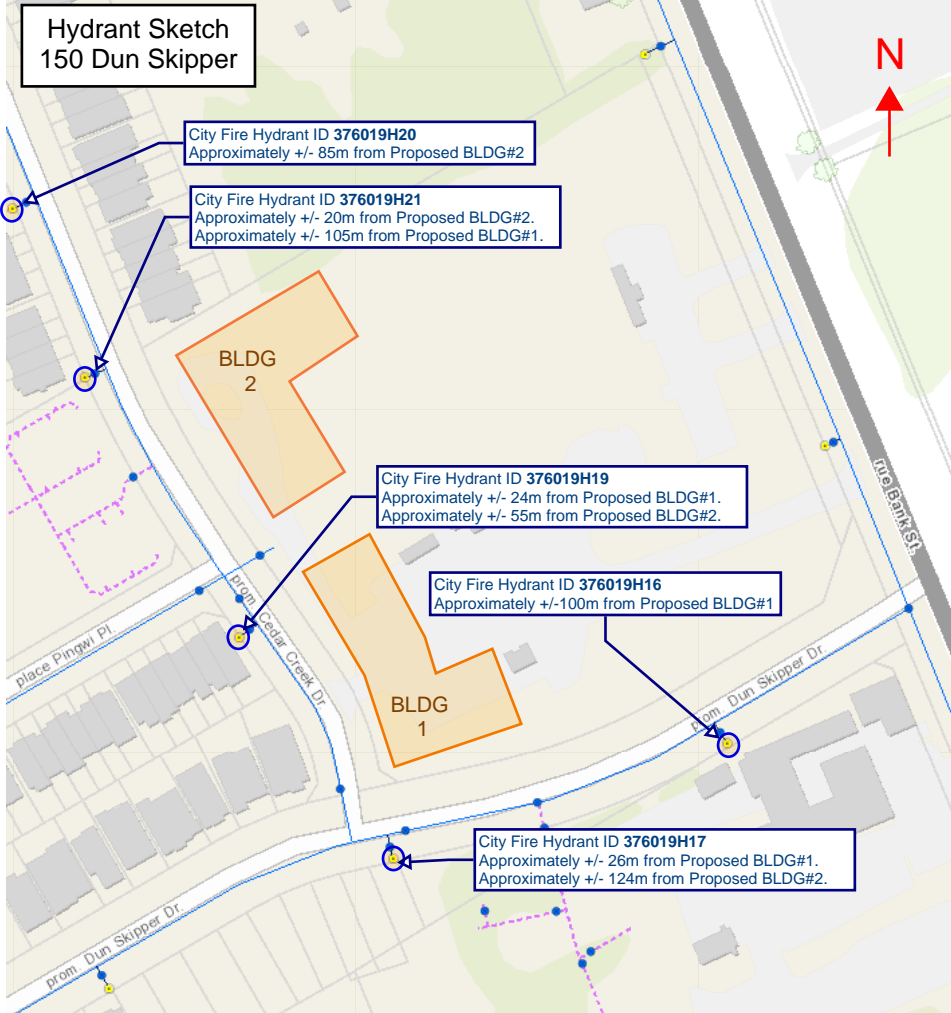 Hydrant Sketch
150 Dun Skipper
N
City Fire Hydrant ID 376019H20
Approximately +/- 85m from Proposed BLDG#2
City Fire Hydrant ID 376019H21
Approximately +/- 20m from Proposed BLDG#2.
Approximately +/- 105m from Proposed BLDG#1.
BLDG
2
City Fire Hydrant ID 376019H19
Approximately +/- 24m from Proposed BLDG#1.
Approximately +/- 55m from Proposed BLDG#2.
rue Bank St.
City Fire Hydrant ID 376019H16
Approximately +/-100m from Proposed BLDG#1
prom. Cedar Creek Dr
place Pingwi Pl.
prom. Dun Skipper Dr.
BLDG
1
City Fire Hydrant ID 376019H17
Approximately +/- 26m from Proposed BLDG#1.
Approximately +/- 124m from Proposed BLDG#2.
prom. Dun Skipper Dr.